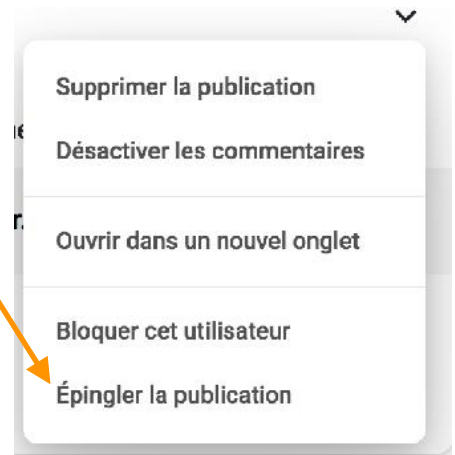 Supprimer la publication
Désactiver les commentaires
Ouvrir dans un nouvel onglet
Bloquer cet utilisateur
Épingler la publication